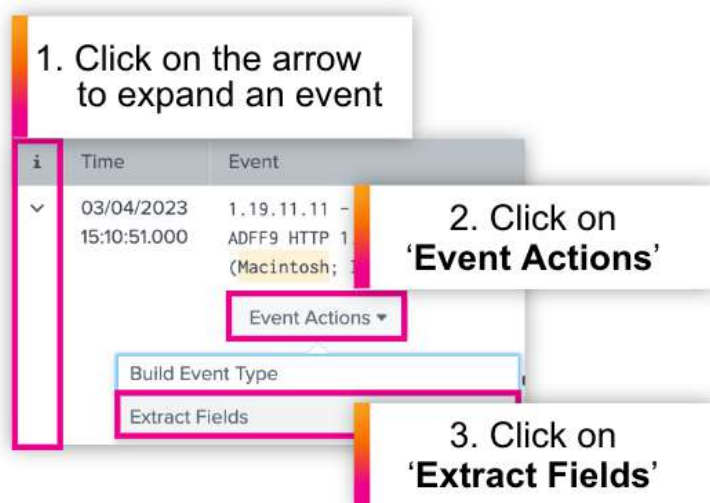 1. Click on the arrow
to expand an event
i Time Event
03/04/2023 1.19.11.11 -
15:10:51.000 ADFF9 HTTP 1
(Macintosh;
2. Click on
‘Event Actions’
Event Actions
Build Event Type
Extract Fields
3. Click on
‘Extract Fields’